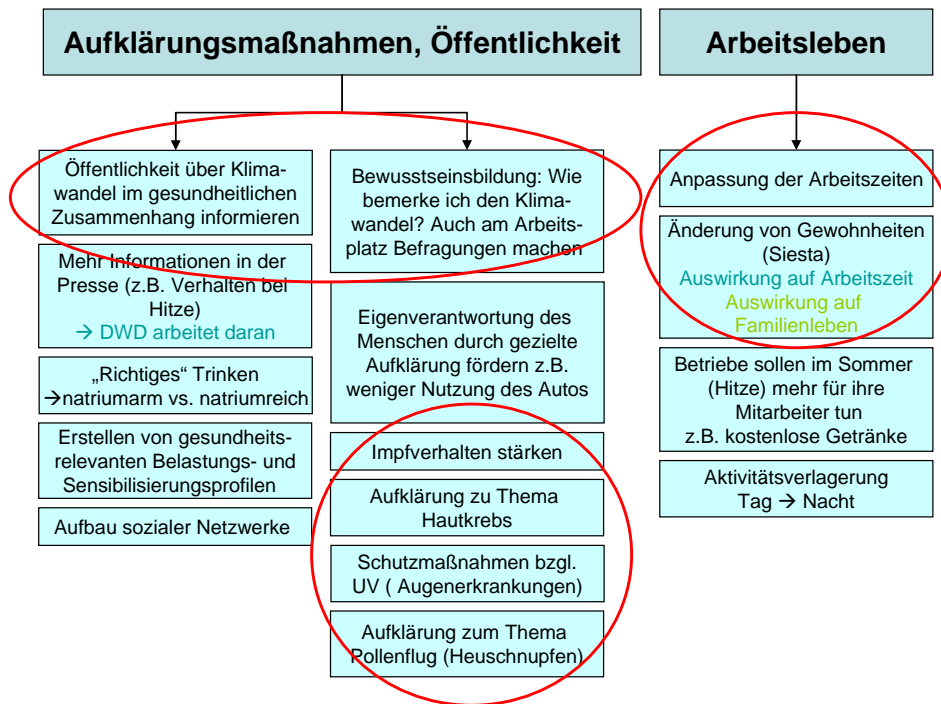 Aufklärungsmaßnahmen, Öffentlichkeit
Öffentlichkeit über Klima-
wandel im gesundheitlichen
Zusammenhang informieren
Mehr Informationen in der
Presse (z.B. Verhalten bei
Hitze)
→ DWD arbeitet daran
„Richtiges" Trinken
→natriumarm vs. natriumreich
Erstellen von gesundheits-
relevanten Belastungs- und
Sensibilisierungsprofilen
Aufbau sozialer Netzwerke
Bewusstseinsbildung: Wie
bemerke ich den Klima-
wandel? Auch am Arbeits-
platz Befragungen machen
Eigenverantwortung des
Menschen durch gezielte
Aufklärung fördern z.B.
weniger Nutzung des Autos
Impfverhalten stärken
Aufklärung zu Thema
Hautkrebs
Schutzmaßnahmen bzgl.
UV ( Augenerkrankungen)
Aufklärung zum Thema
Pollenflug (Heuschnupfen)
Arbeitsleben
Anpassung der Arbeitszeiten
Änderung von Gewohnheiten
(Siesta)
Auswirkung auf Arbeitszeit
Auswirkung auf
Familienleben
Betriebe sollen im Sommer
(Hitze) mehr für ihre
Mitarbeiter tun
z.B. kostenlose Getränke
Aktivitätsverlagerung
Tag → Nacht